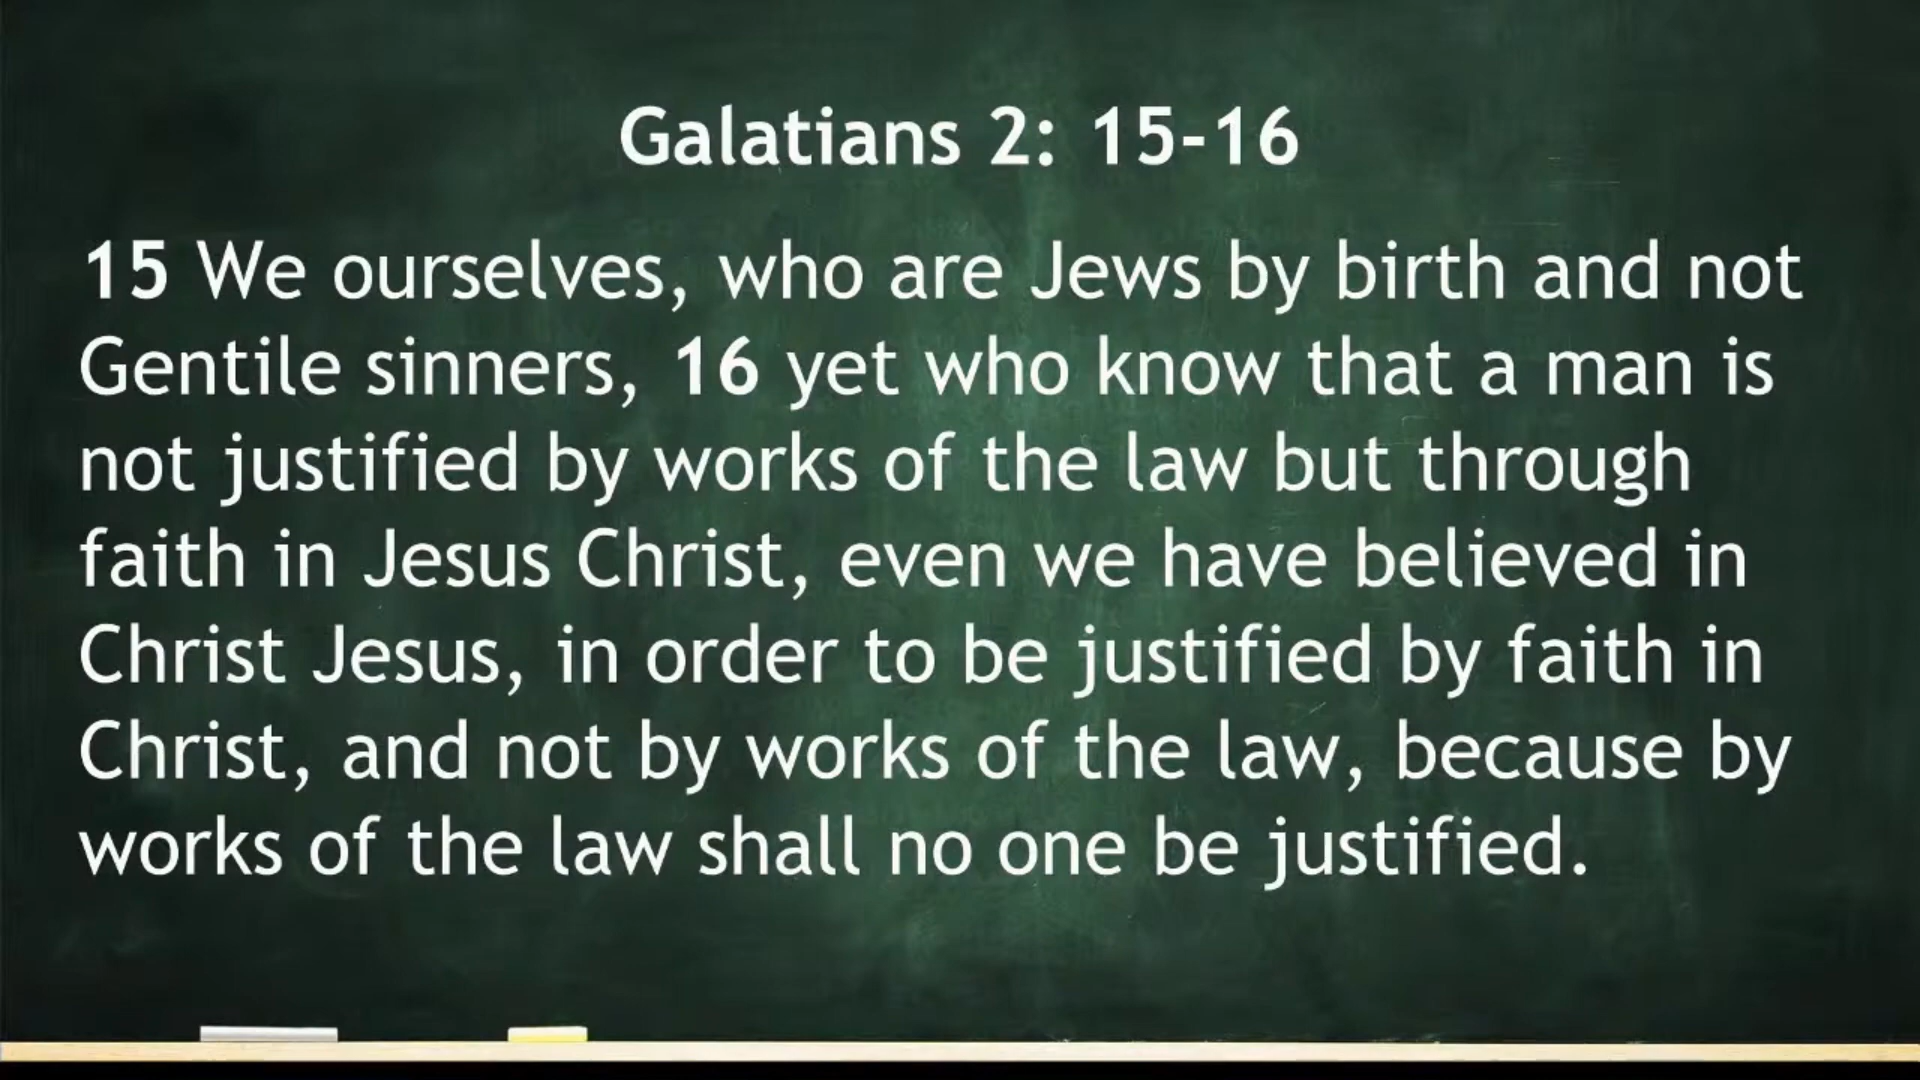 Galatians 2: 15-16
15 We ourselves, who are Jews by birth and not
Gentile sinners, 16 yet who know that a man is
not justified by works of the law but through
faith in Jesus Christ, even we have believed in
Christ Jesus, in order to be justified by faith in
Christ, and not by works of the law, because by
works of the law shall no one be justified.